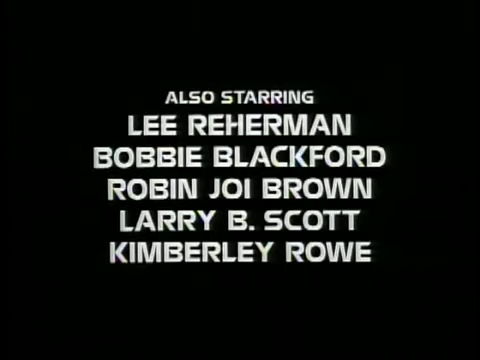 ALSO STARRING
LEE REHERMAN
BOBBIE BLACKFORD
ROBIN JOI BROWN
LARRY B. SCOTT
KIMBERLEY ROWE